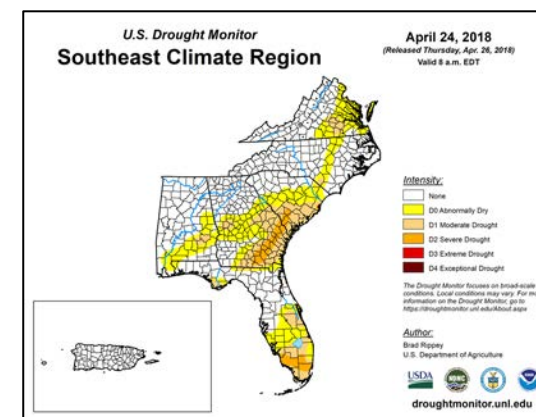 U.S. Drought Monitor
Southeast Climate Region
April 24, 2018
(Released Thursday, Apr. 26, 2018)
Valid 8 a.m. EDT
Intensity:
None
D0 Abnormally Dry
D1 Moderate Drought
D2 Severe Drought
D3 Extreme Drought
D4 Exceptional Drought
The Drought Monitor focuses on broad-scale
conditions. Local conditions may vary. For
information on the Drought Monitor, go to
https://droughtmonitor.unl.edu/About.aspx
Author:
Brad Rippey
U.S. Department of Agriculture
USDA
NDMC
droughtmonitor.unl.edu